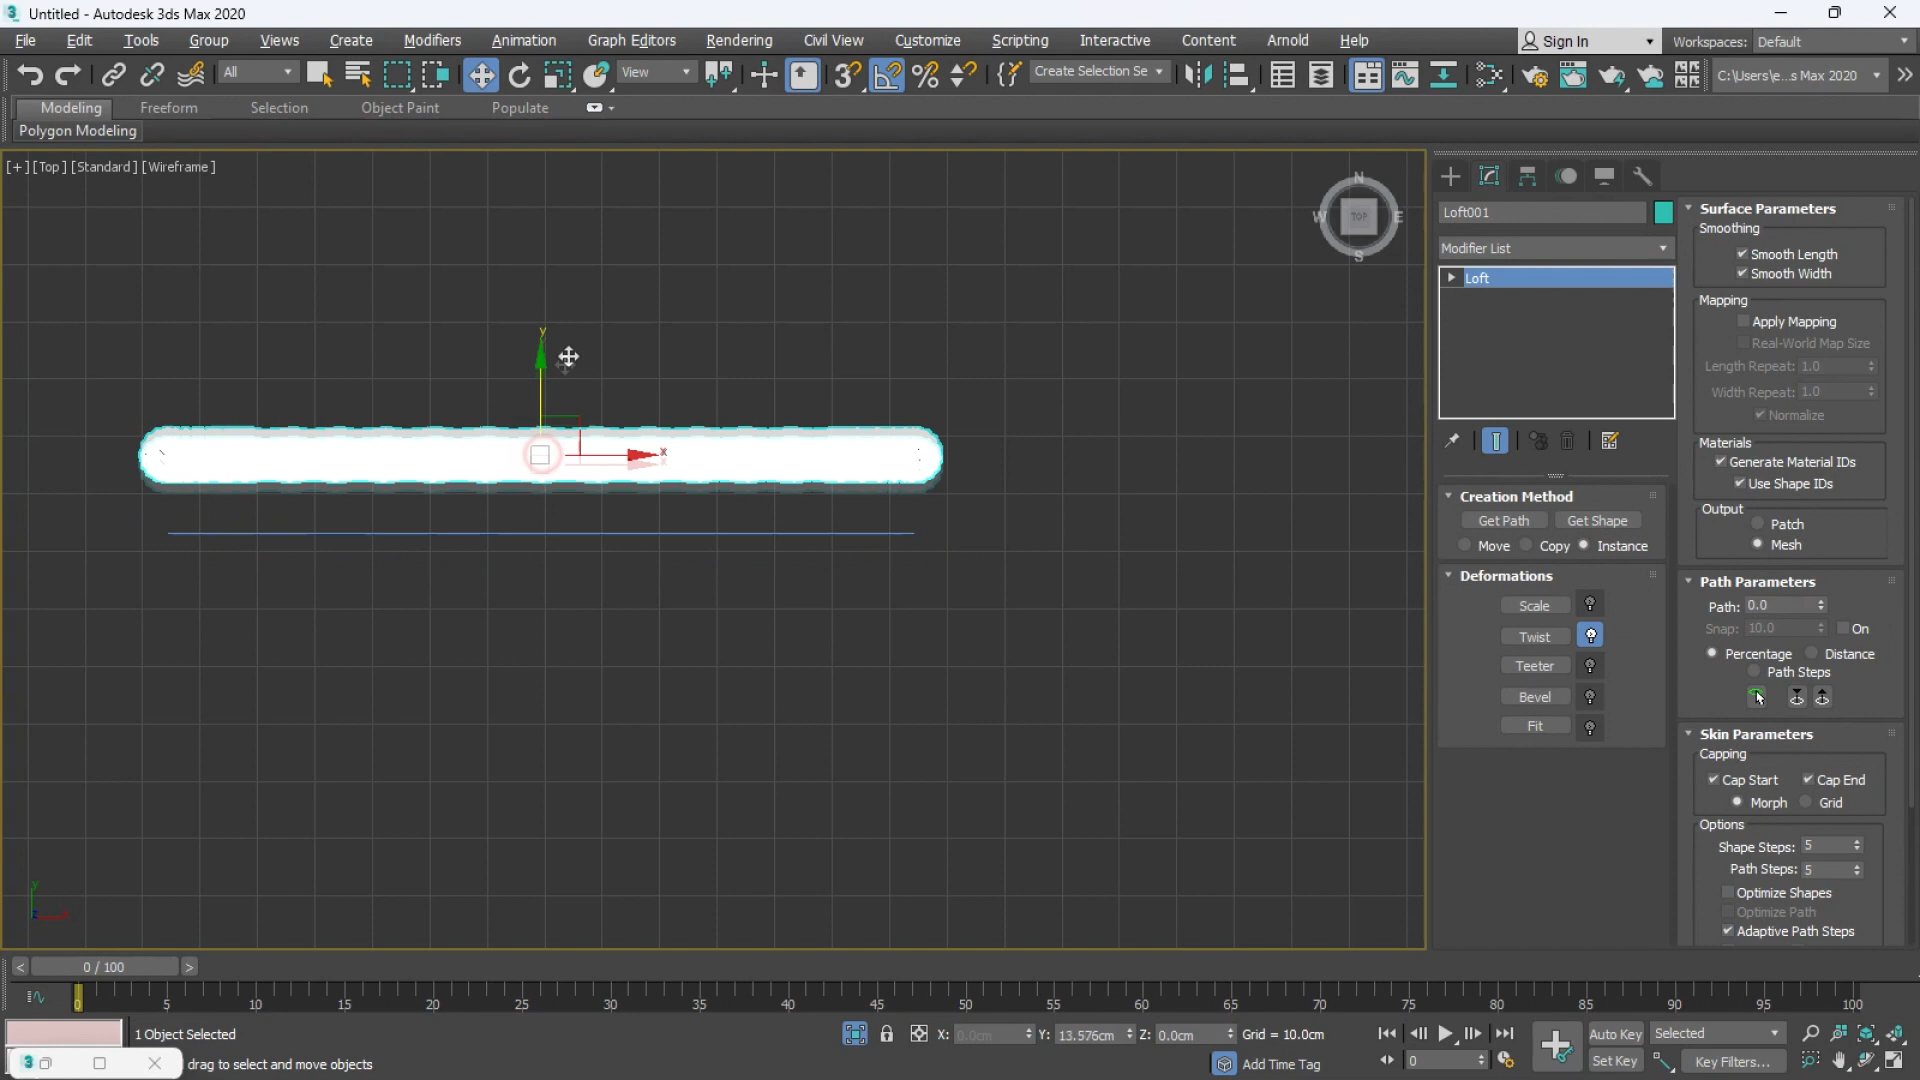 3 Untitled - Autodesk 3ds Max 2020
File Edit Tools Group Views Create Modifiers Animation Graph Editors Rendering Civil View Customize Scripting Interactive Content Arnold Help Sign In Workspaces: Default
All View Create Selection Se C:\Users\e...s Max 2020
Modeling Freeform Selection Object Paint Populate
Polygon Modeling
[+] [Top] [Standard] [Wireframe]
N
W TOP E
S
y
x
y
z
Loft001
Modifier List
Loft
Creation Method
Get Path Get Shape
Move Copy Instance
Deformations
Scale
Twist
Teeter
Bevel
Fit
Surface Parameters
Smoothing
Smooth Length
Smooth Width
Mapping
Apply Mapping
Real-World Map Size
Length Repeat: 1.0
Width Repeat: 1.0
Normalize
Materials
Generate Material IDs
Use Shape IDs
Output
Patch
Mesh
Path Parameters
Path: 0.0
Snap: 10.0 On
Percentage Distance
Path Steps
Skin Parameters
Capping
Cap Start Cap End
Morph Grid
Options
Shape Steps: 5
Path Steps: 5
Optimize Shapes
Optimize Path
Adaptive Path Steps
< 0 / 100 >
0 5 10 15 20 25 30 35 40 45 50 55 60 65 70 75 80 85 90 95 100
1 Object Selected X: 0.0cm Y: 13.576cm Z: 0.0cm Grid = 10.0cm Auto Key Selected
3 drag to select and move objects Add Time Tag 0 Set Key Key Filters...